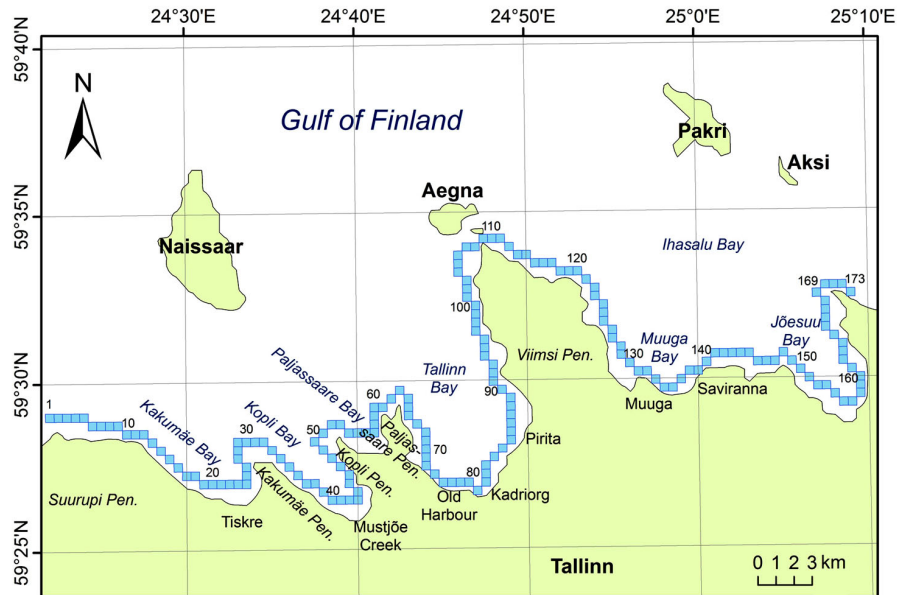 24°30'E
24°40'E
24°50'E
25°0'E
25°10'E
59°40'N
59°35'N
59°30'N
59°25'N
N
Gulf of Finland
Pakri
Aksi
Aegna
Naissaar
Ihasalu Bay
110
120
100
169
173
Jõesuu
Bay
Muuga
Bay
130
140
150
160
Viimsi Pen.
Tallinn
Bay
90
Paljassaare Bay
60
50
Paljas-
saare Pen.
70
80
Kopli Bay
30
Kopli Pen.
40
Kakumäe Bay
Kakumäe Pen.
1
10
20
Suurupi Pen.
Tiskre
Mustjõe
Creek
Old
Harbour
Kadriorg
Pirita
Muuga
Saviranna
Tallinn
0 1 2 3 km